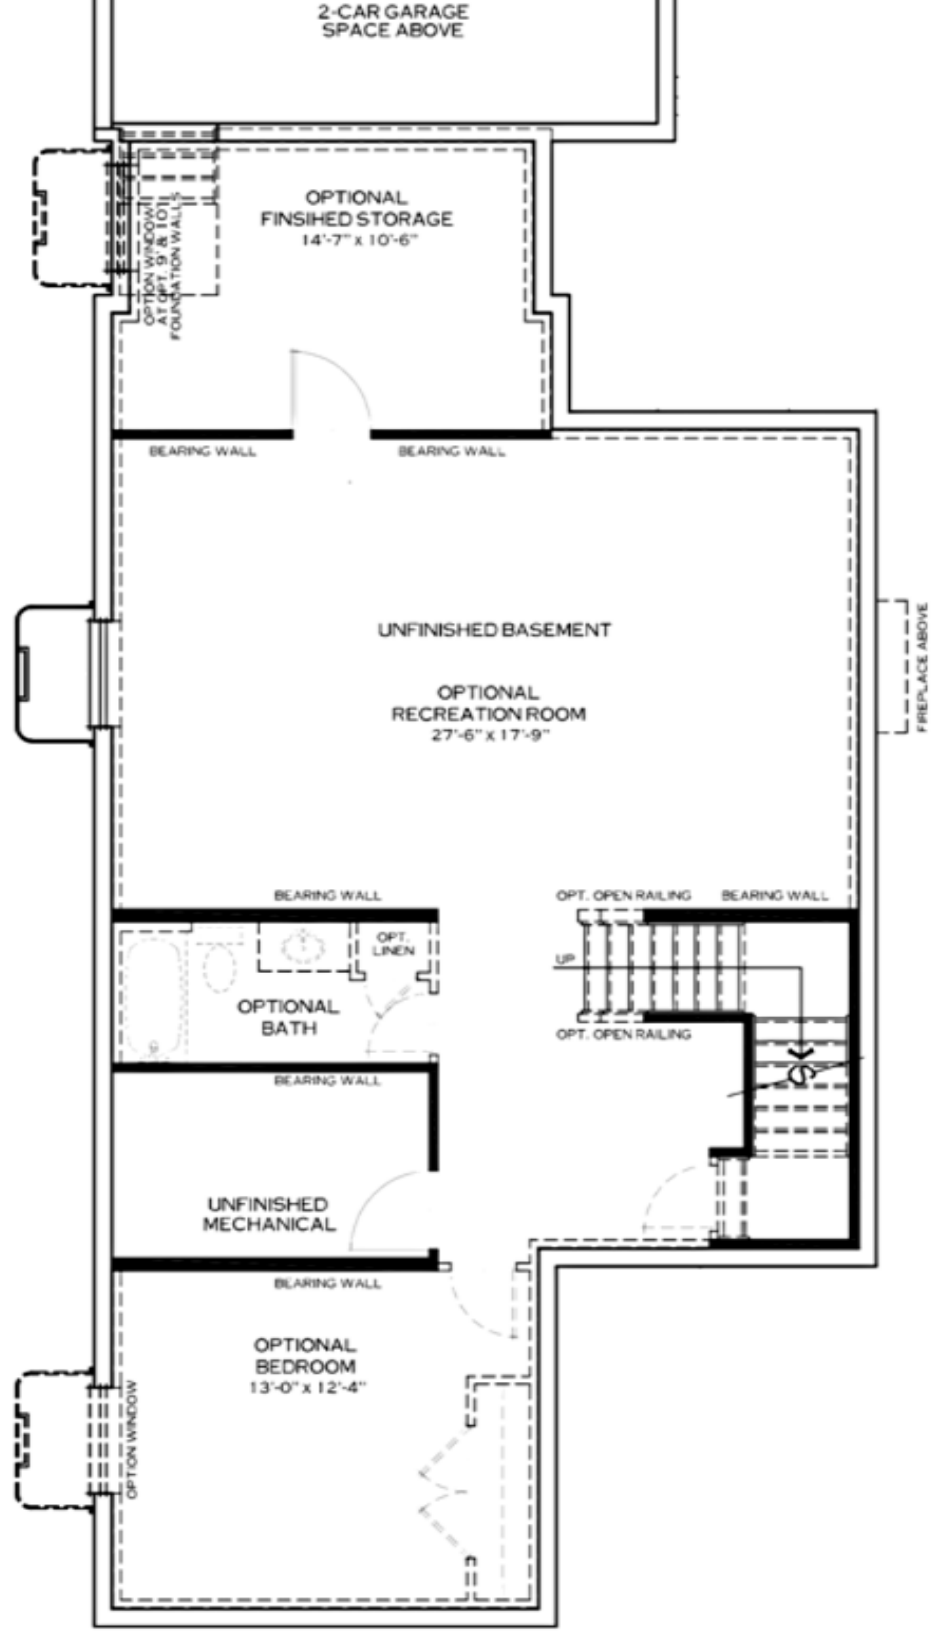 2-CAR GARAGE
SPACE ABOVE
OPTIONAL
FINSIHED STORAGE
14'-7" x 10'-6"
OPTION WINDOW
AT OPT. 9' & 10'
FOUNDATION WALLS
BEARING WALL
BEARING WALL
UNFINISHED BASEMENT
OPTIONAL
RECREATION ROOM
27'-6" x 17'-9"
FIREPLACE ABOVE
BEARING WALL
OPT. OPEN RAILING
BEARING WALL
OPT.
LINEN
UP
OPTIONAL
BATH
OPT. OPEN RAILING
BEARING WALL
UNFINISHED
MECHANICAL
BEARING WALL
OPTIONAL
BEDROOM
13'-0" x 12'-4"
OPTION WINDOW